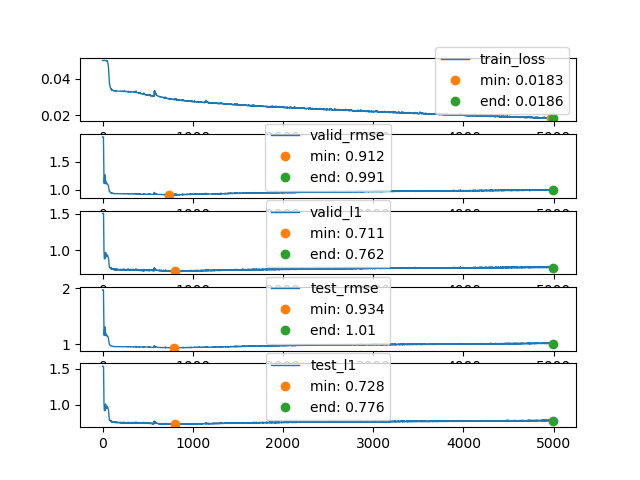 train_loss
min: 0.0183
end: 0.0186
0.04
0.02
valid_rmse
min: 0.912
end: 0.991
1.5
1.0
valid_l1
min: 0.711
end: 0.762
1.5
1.0
test_rmse
min: 0.934
end: 1.01
2
1
test_l1
min: 0.728
end: 0.776
1.5
1.0
0 1000 2000 3000 4000 5000